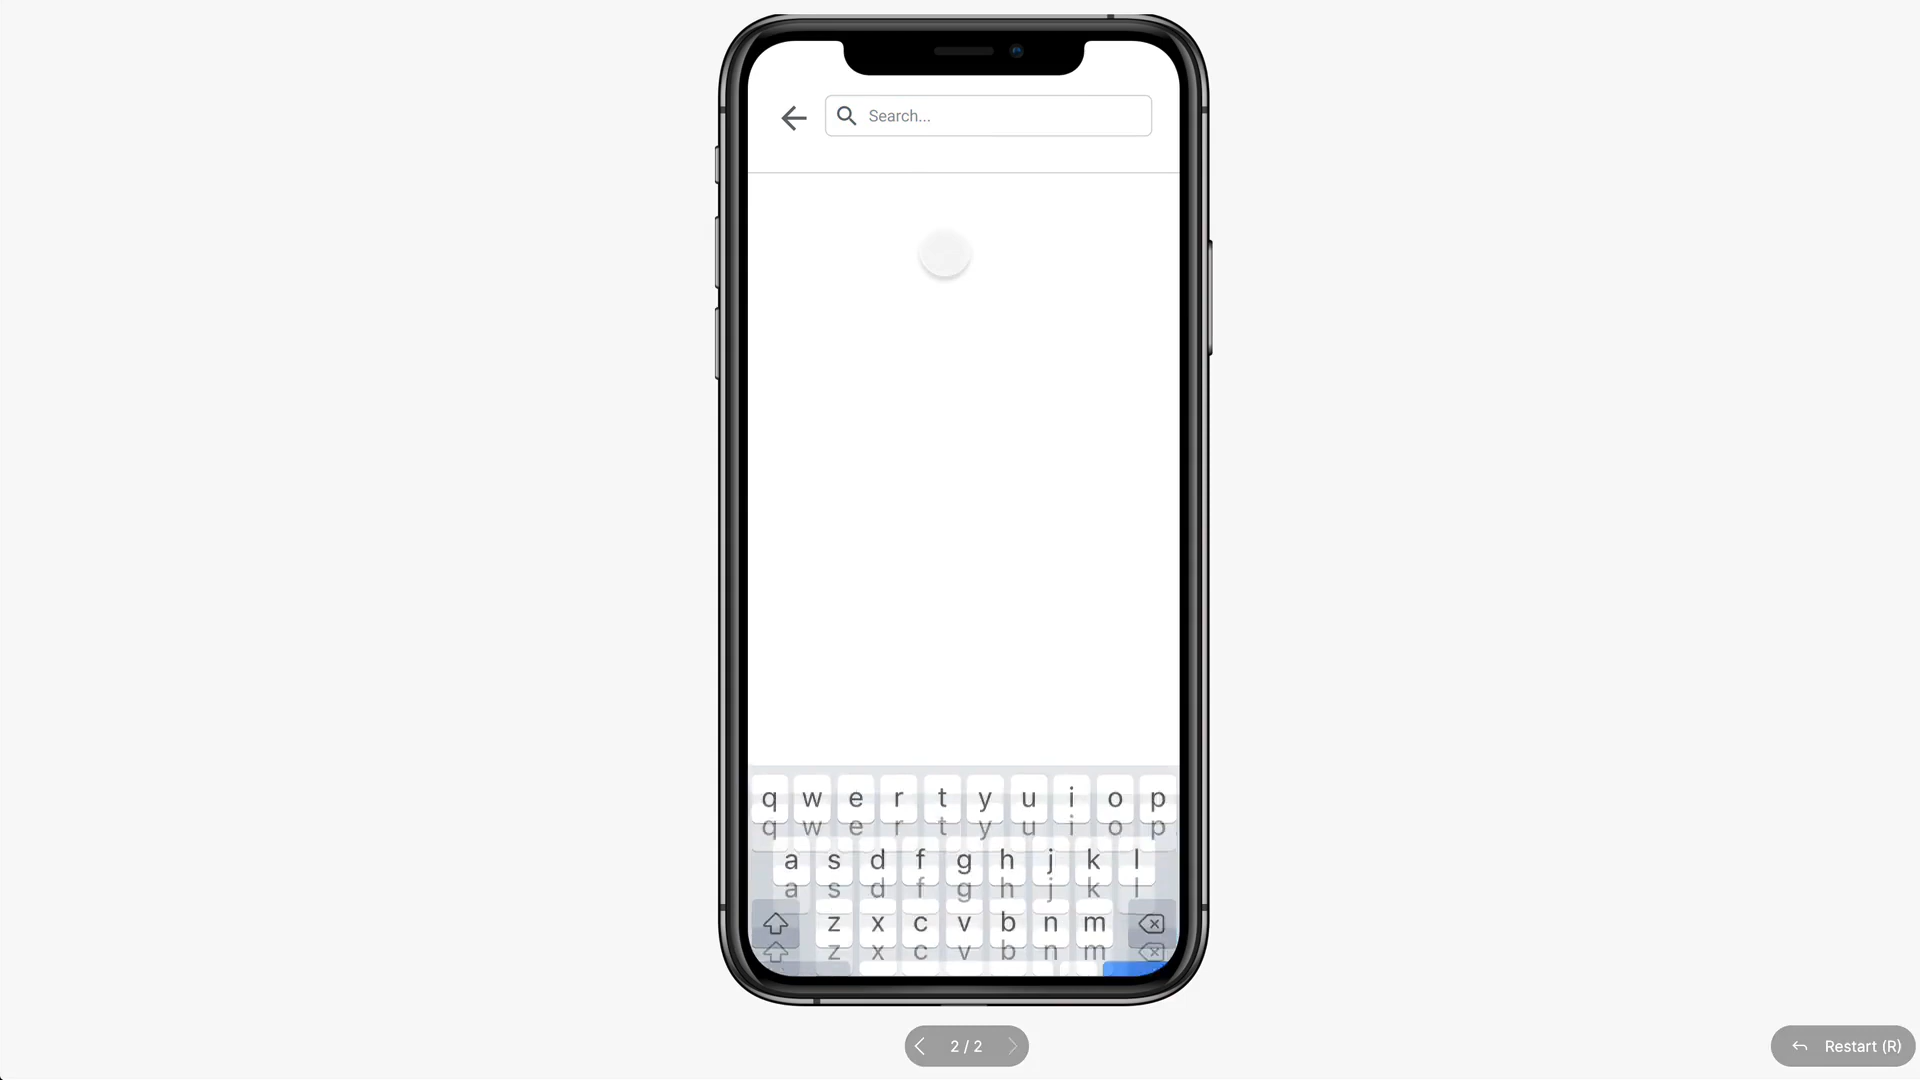 Search...
q w e r t y u i o p
q w e r t y u i o p
a s d f g h j k l
a s d f g h j k l
z x c v b n m
z x c v b n m
2 / 2
Restart (R)